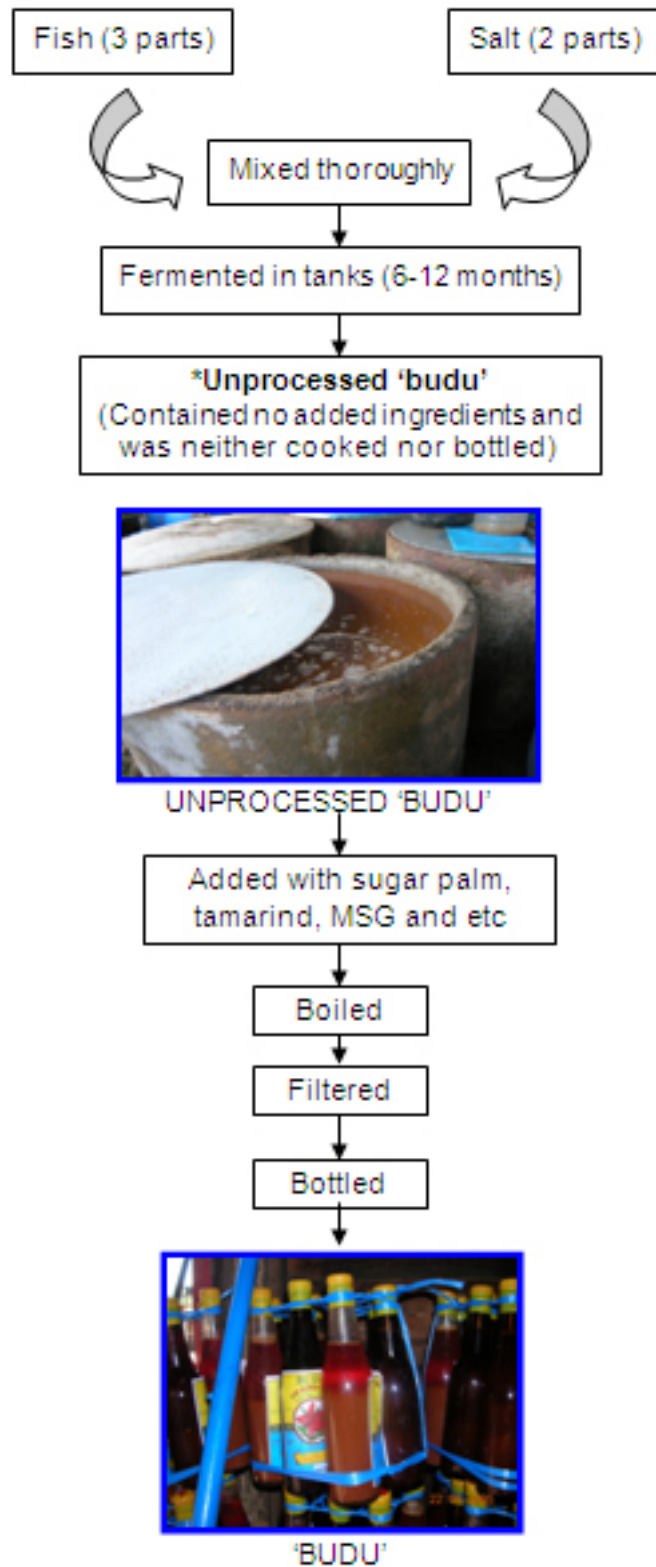 Fish (3 parts)
Salt (2 parts)
Mixed thoroughly
Fermented in tanks (6-12 months)
*Unprocessed ‘budu’
(Contained no added ingredients and
was neither cooked nor bottled)
UNPROCESSED ‘BUDU’
Added with sugar palm,
tamarind, MSG and etc
Boiled
Filtered
Bottled
‘BUDU’